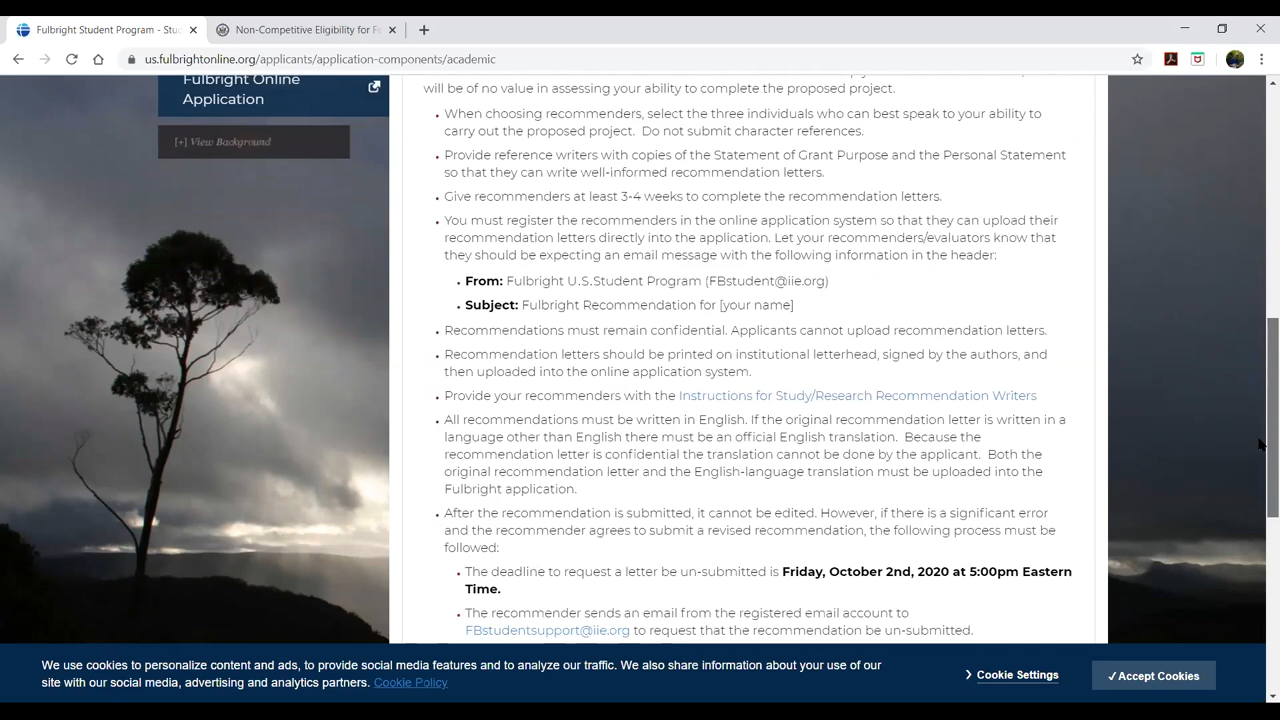 Fulbright Student Program - Stu
Non-Competitive Eligibility for Fe
us.fulbrightonline.org/applicants/application-components/academic
Fulbright Online
Application
[+] View Background
will be of no value in assessing your ability to complete the proposed project.
When choosing recommenders, select the three individuals who can best speak to your ability to
carry out the proposed project. Do not submit character references.
Provide reference writers with copies of the Statement of Grant Purpose and the Personal Statement
so that they can write well-informed recommendation letters.
Give recommenders at least 3-4 weeks to complete the recommendation letters.
You must register the recommenders in the online application system so that they can upload their
recommendation letters directly into the application. Let your recommenders/evaluators know that
they should be expecting an email message with the following information in the header:
From: Fulbright U.S.Student Program (FBstudent@iie.org)
Subject: Fulbright Recommendation for [your name]
Recommendations must remain confidential. Applicants cannot upload recommendation letters.
Recommendation letters should be printed on institutional letterhead, signed by the authors, and
then uploaded into the online application system.
Provide your recommenders with the Instructions for Study/Research Recommendation Writers
All recommendations must be written in English. If the original recommendation letter is written in a
language other than English there must be an official English translation. Because the
recommendation letter is confidential the translation cannot be done by the applicant. Both the
original recommendation letter and the English-language translation must be uploaded into the
Fulbright application.
After the recommendation is submitted, it cannot be edited. However, if there is a significant error
and the recommender agrees to submit a revised recommendation, the following process must be
followed:
The deadline to request a letter be un-submitted is Friday, October 2nd, 2020 at 5:00pm Eastern
Time.
The recommender sends an email from the registered email account to
FBstudentsupport@iie.org to request that the recommendation be un-submitted.
We use cookies to personalize content and ads, to provide social media features and to analyze our traffic. We also share information about your use of our
site with our social media, advertising and analytics partners. Cookie Policy
Cookie Settings
✓Accept Cookies